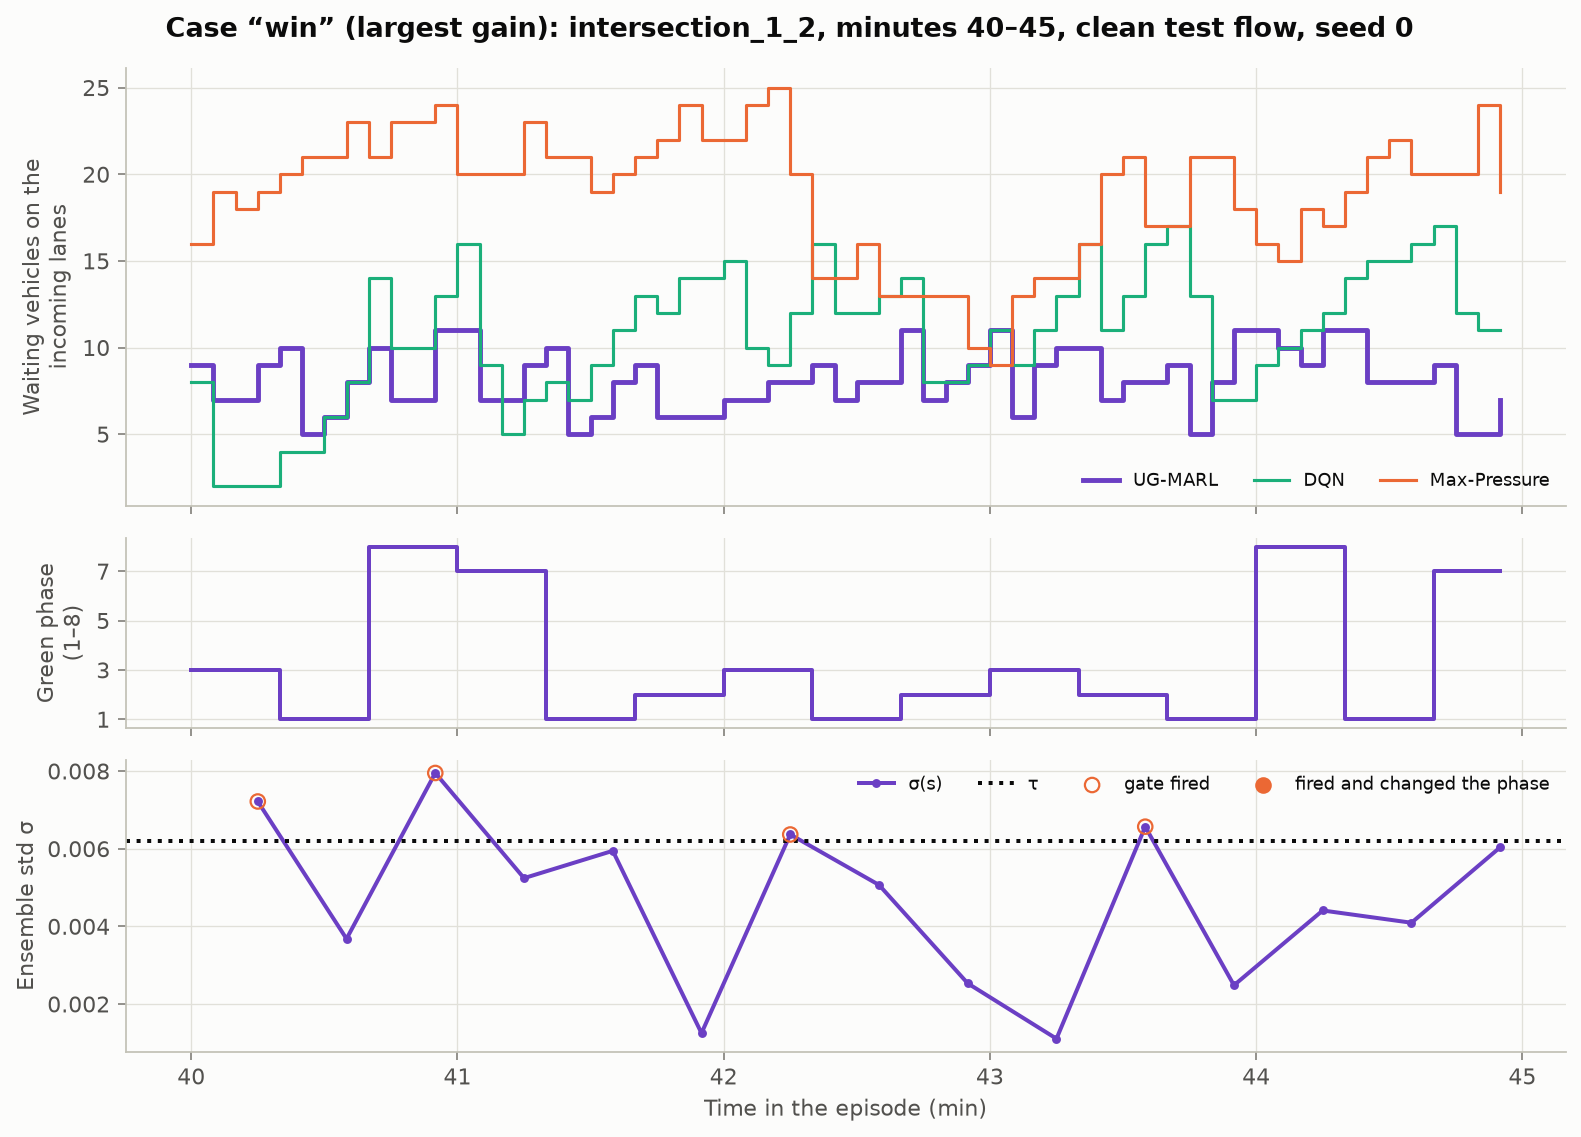 Case “win” (largest gain): intersection_1_2, minutes 40–45, clean test flow, seed 0
Waiting vehicles on the
incoming lanes
25
20
15
10
5
UG-MARL
DQN
Max-Pressure
Green phase
(1–8)
7
5
3
1
Ensemble std σ
0.008
0.006
0.004
0.002
σ(s)
τ
gate fired
fired and changed the phase
40
41
42
43
44
45
Time in the episode (min)